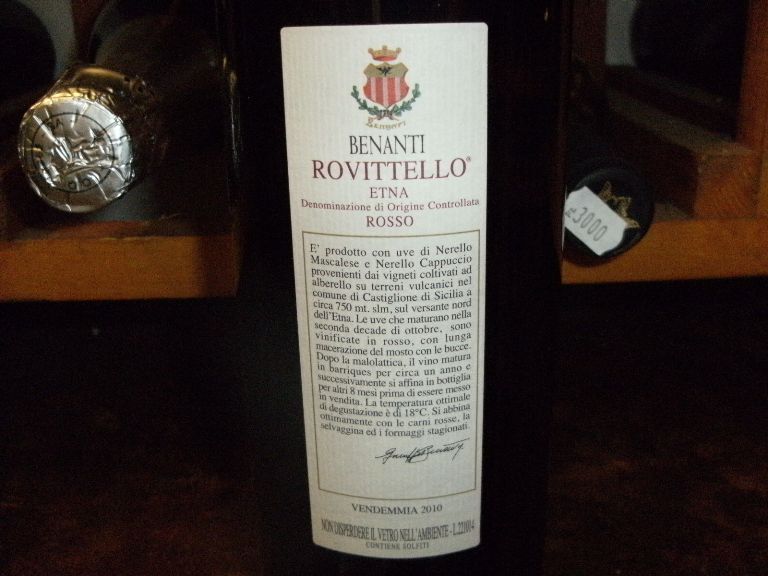 Benanti
BENANTI
ROVITTELLO®
ETNA
Denominazione di Origine Controllata
ROSSO
E' prodotto con uve di Nerello
Mascalese e Nerello Cappuccio
provenienti dai vigneti coltivati ad
alberello su terreni vulcanici nel
comune di Castiglione di Sicilia a
circa 750 mt. slm, sul versante nord
dell'Etna. Le uve che maturano nella
seconda decade di ottobre, sono
vinificate in rosso, con lunga
macerazione del mosto con le bucce.
Dopo la malolattica, il vino matura
in barriques per circa un anno e
successivamente si affina in bottiglia
per altri 8 mesi prima di essere messo
in vendita. La temperatura ottimale
di degustazione è di 18°C. Si abbina
ottimamente con le carni rosse, la
selvaggina ed i formaggi stagionati.
VENDEMMIA 2010
NON DISPERDERE IL VETRO NELL'AMBIENTE - L.221014
CONTIENE SOLFITI
3000